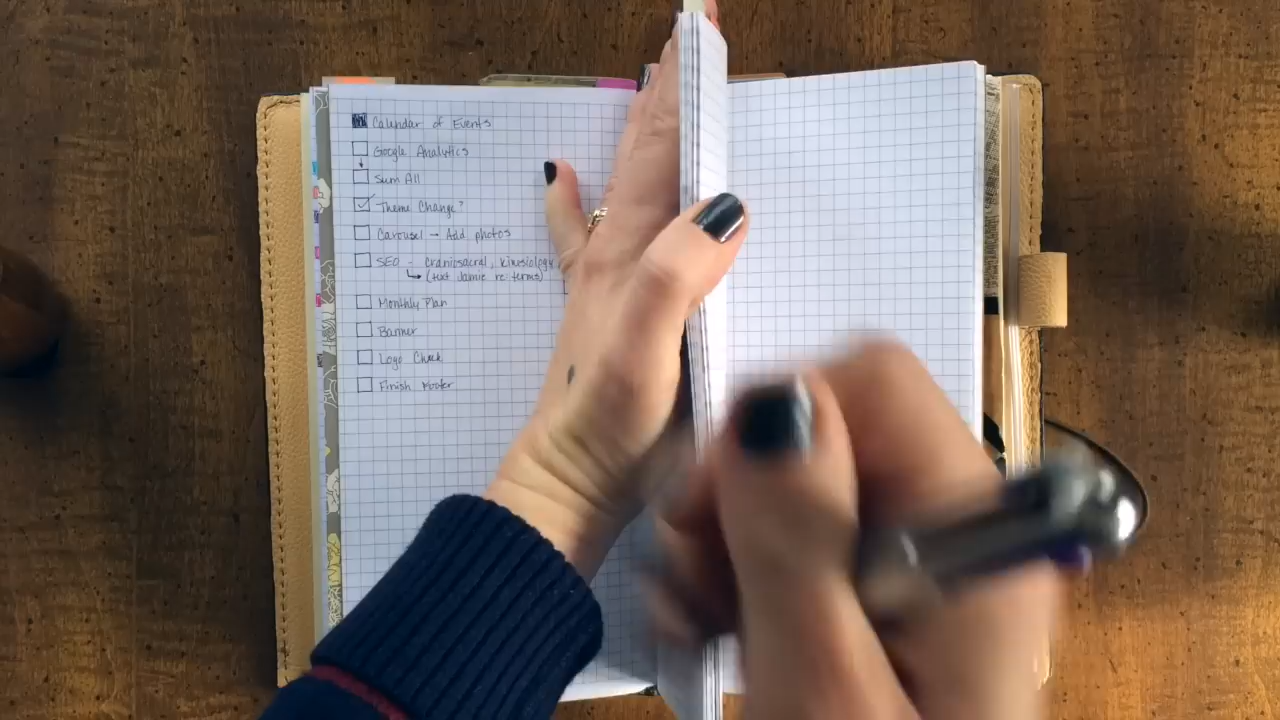 Calendar of Events
Google Analytics
Sum All
Theme Change?
Carousel → Add photos
SEO - Craniosacral, kinesiology
(text Jamie re: terms)
Monthly Plan
Banner
Logo Check
Finish Footer